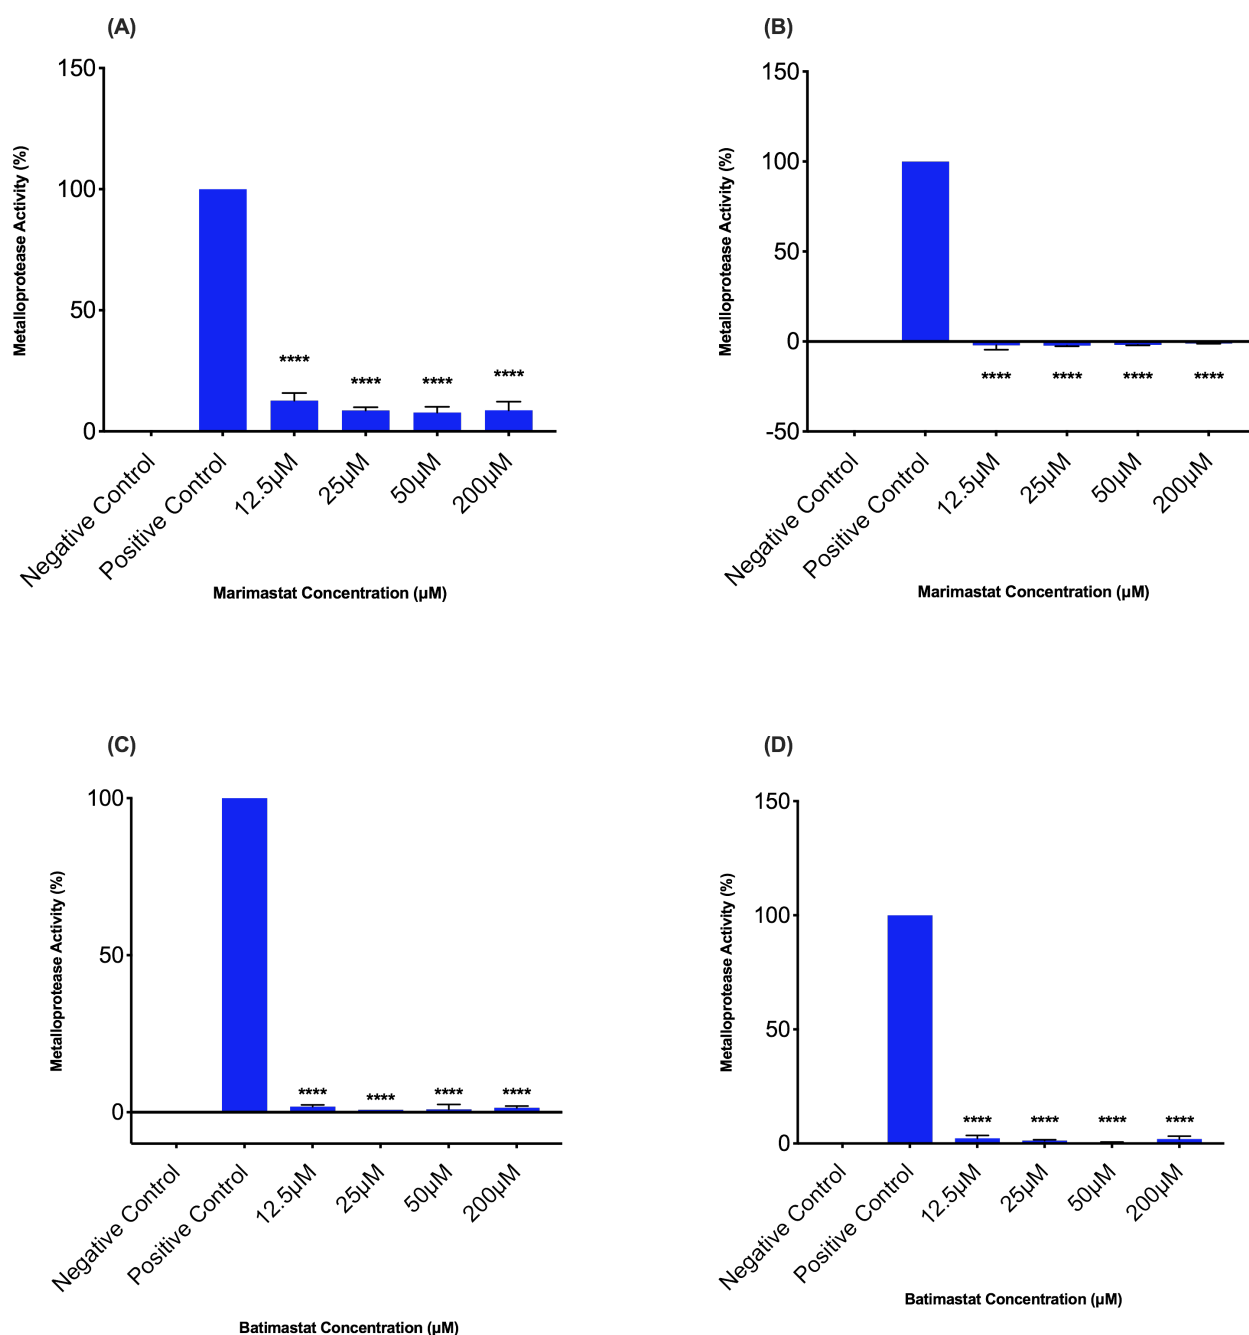 (A)
150
100
50
0
Metalloprotease Activity (%)
****
****
****
****
Negative Control
Positive Control
12.5µM
25µM
50µM
200µM
Marimastat Concentration (µM)
(B)
150
100
50
0
-50
Metalloprotease Activity (%)
****
****
****
****
Negative Control
Positive Control
12.5µM
25µM
50µM
200µM
Marimastat Concentration (µM)
(C)
100
50
0
Metalloprotease Activity (%)
****
****
****
****
Negative Control
Positive Control
12.5µM
25µM
50µM
200µM
Batimastat Concentration (µM)
(D)
150
100
50
0
Metalloprotease Activity (%)
****
****
****
****
Negative Control
Positive Control
12.5µM
25µM
50µM
200µM
Batimastat Concentration (µM)